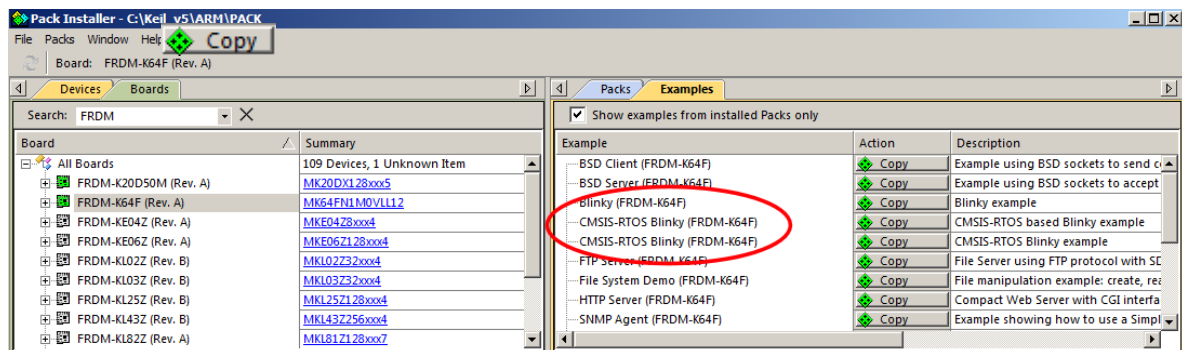 Pack Installer - C:\Keil_v5\ARM\PACK
File Packs Window Help
Copy
Board: FRDM-K64F (Rev. A)
Devices Boards
Packs Examples
Search: FRDM
Show examples from installed Packs only
Board Summary
Example Action Description
All Boards 109 Devices, 1 Unknown Item
BSD Client (FRDM-K64F) Copy Example using BSD sockets to send
FRDM-K20D50M (Rev. A) MK20DX128xxx5
BSD Server (FRDM-K64F) Copy Example using BSD sockets to accept
FRDM-K64F (Rev. A) MK64FN1M0VLL12
Blinky (FRDM-K64F) Copy Blinky example
FRDM-KE04Z (Rev. A) MKE04Z8xxx4
CMSIS-RTOS Blinky (FRDM-K64F) Copy CMSIS-RTOS based Blinky example
FRDM-KE06Z (Rev. A) MKE06Z128xxx4
CMSIS-RTOS Blinky (FRDM-K64F) Copy CMSIS-RTOS Blinky example
FRDM-KL02Z (Rev. B) MKL02Z32xxx4
FTP Server (FRDM-K64F) Copy File Server using FTP protocol with SD
FRDM-KL03Z (Rev. B) MKL03Z32xxx4
File System Demo (FRDM-K64F) Copy File manipulation example: create, rea
FRDM-KL25Z (Rev. B) MKL25Z128xxx4
HTTP Server (FRDM-K64F) Copy Compact Web Server with CGI interfa
FRDM-KL43Z (Rev. B) MKL43Z256xxx4
SNMP Agent (FRDM-K64F) Copy Example showing how to use a Simpl
FRDM-KL82Z (Rev. A) MKL81Z128xxx7